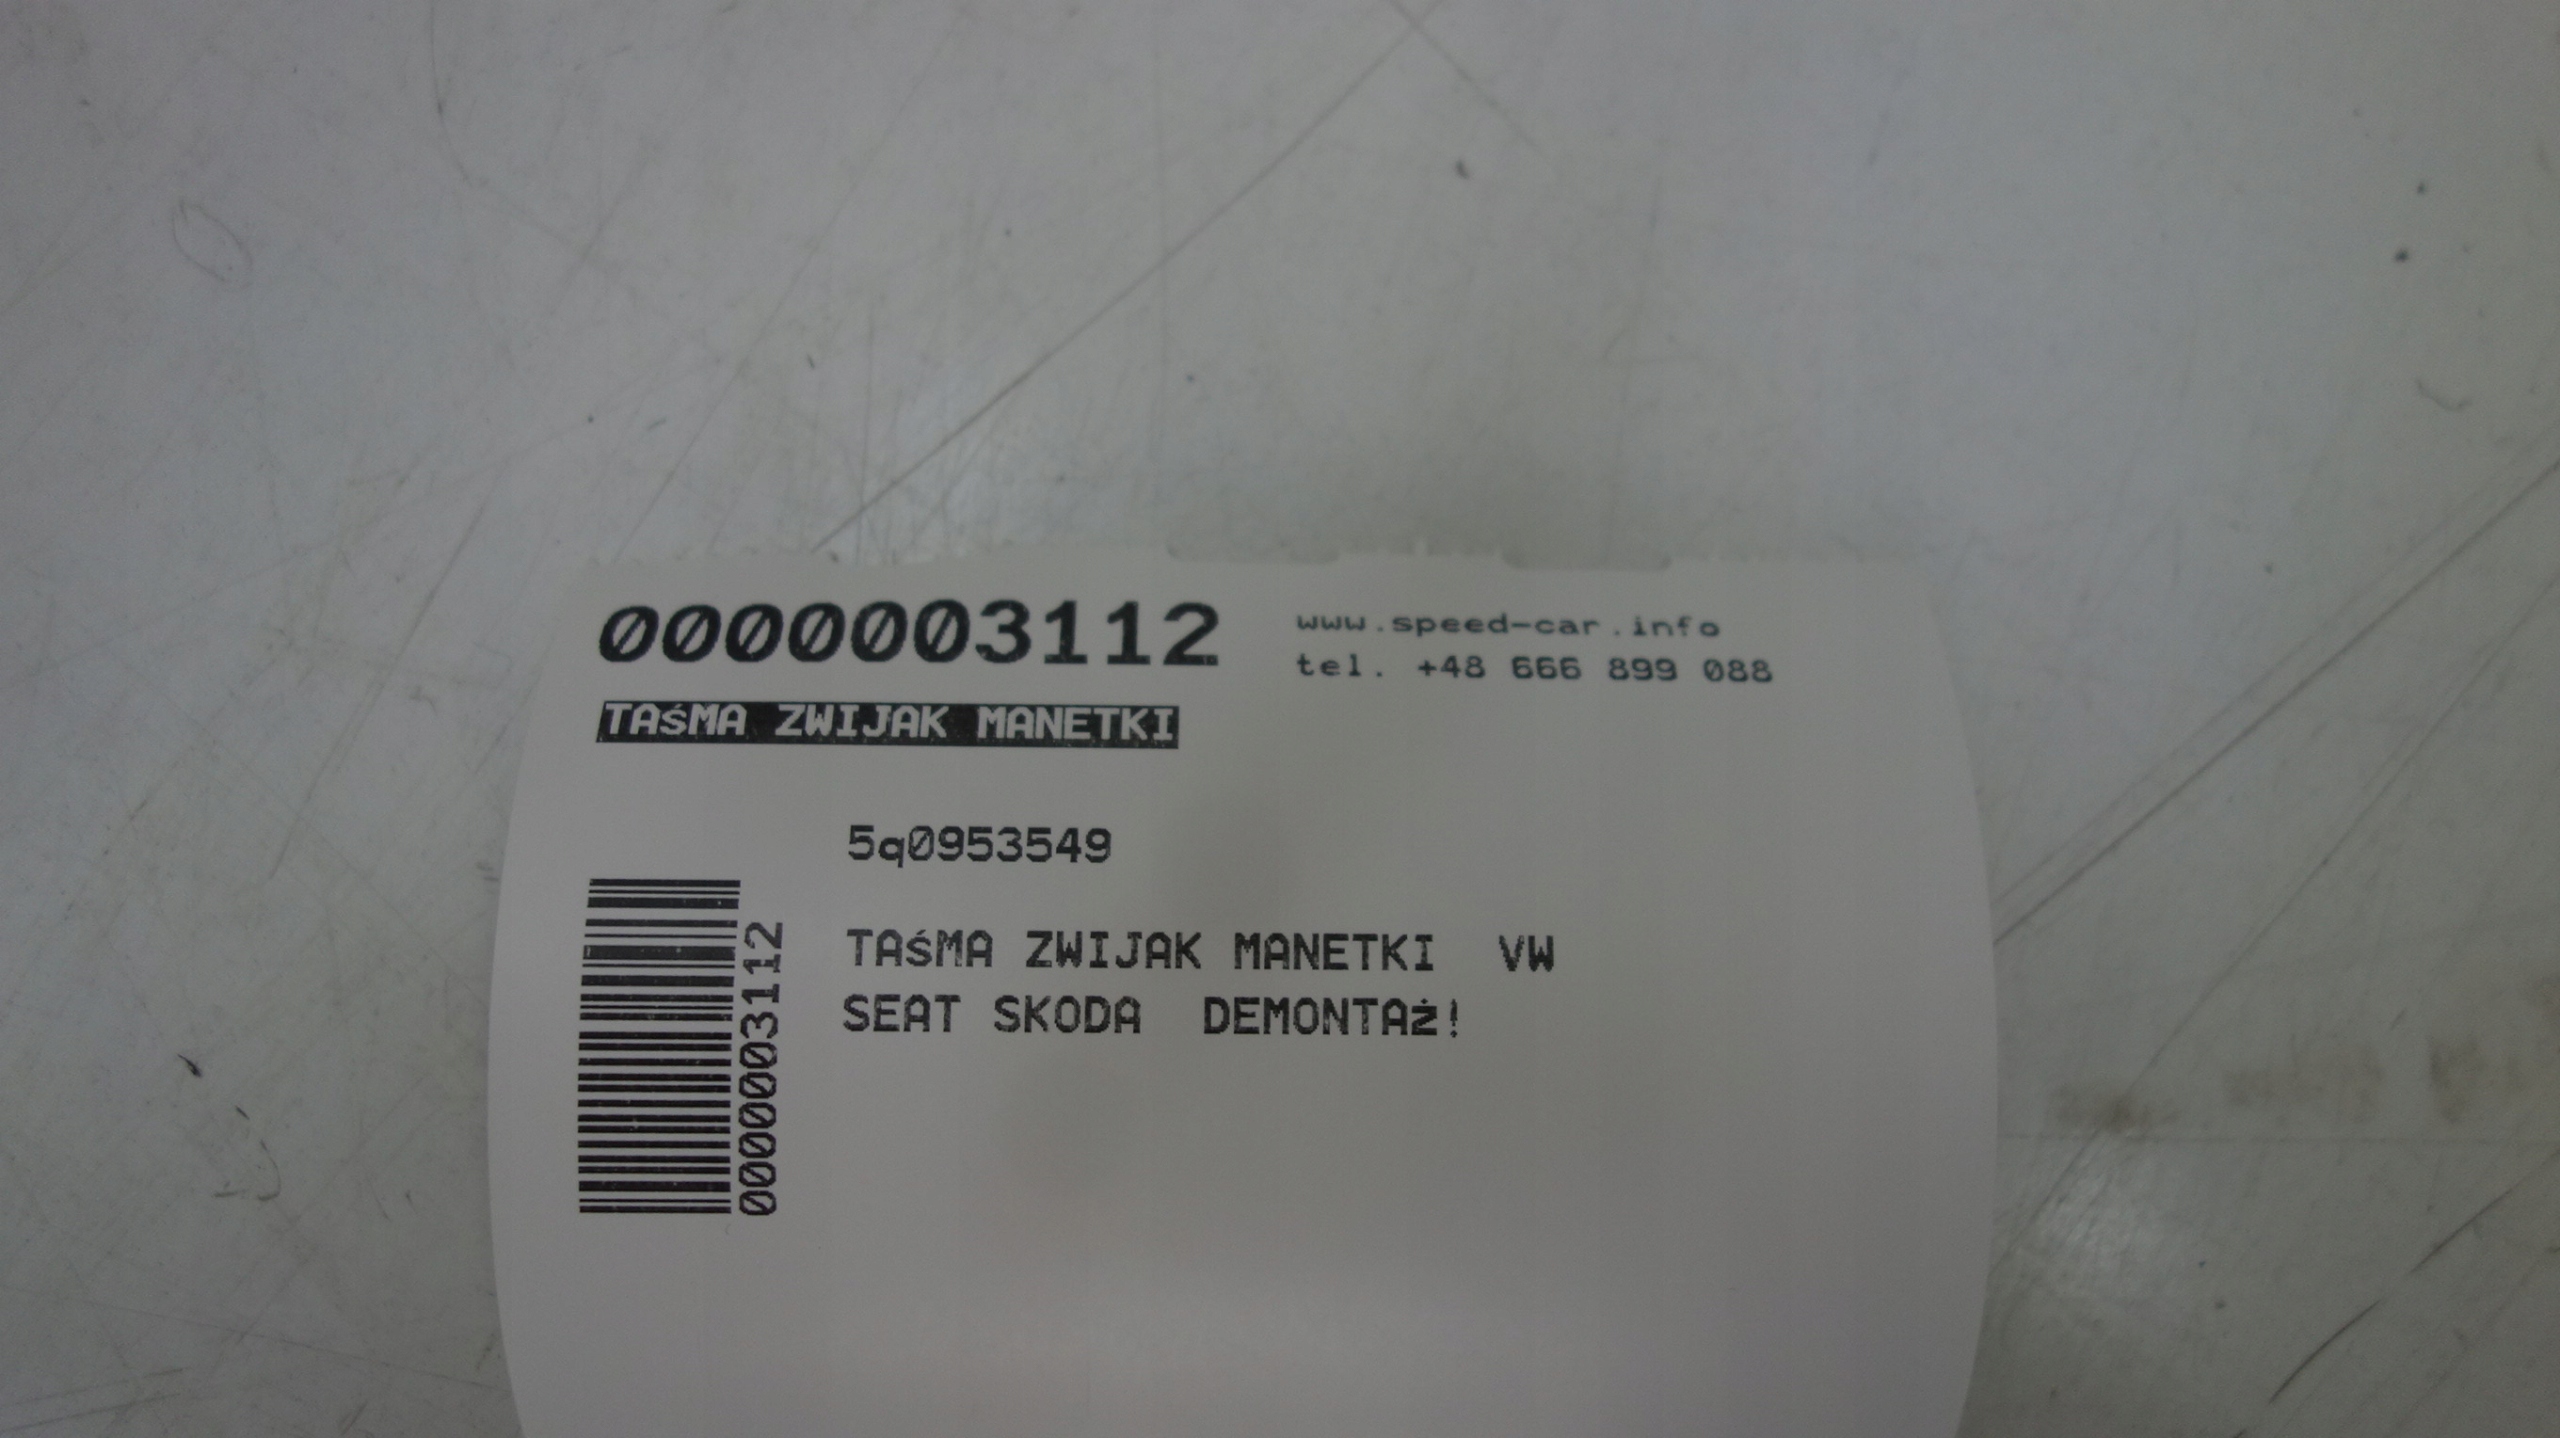 0000003112
www.speed-car.info
tel. +48 666 899 088
TAśMA ZWIJAK MANETKI
5q0953549
TAśMA ZWIJAK MANETKI VW
SEAT SKODA DEMONTAż!
0000003112